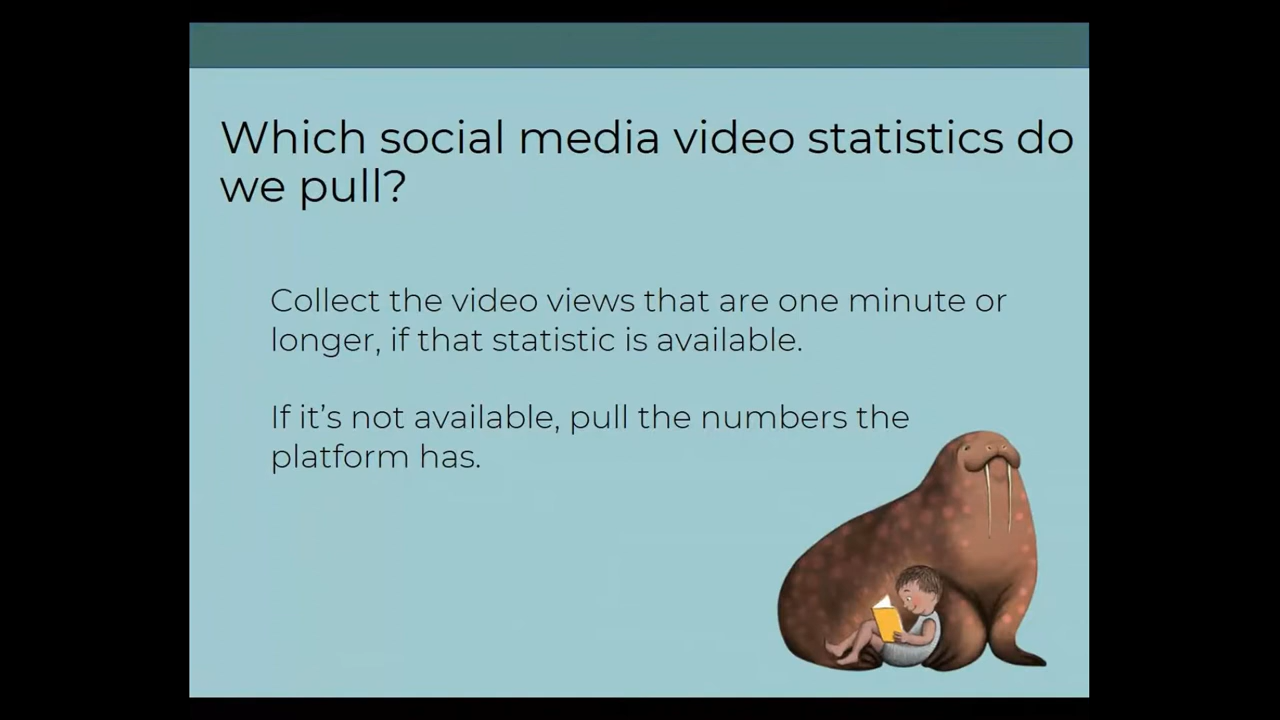 Which social media video statistics do
we pull?
Collect the video views that are one minute or
longer, if that statistic is available.
If it’s not available, pull the numbers the
platform has.